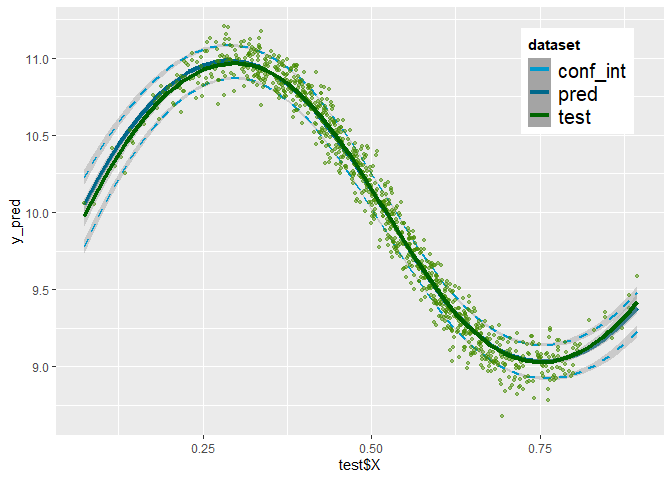 dataset
conf_int
pred
test
11.0
10.5
10.0
9.5
9.0
y_pred
0.25
0.50
0.75
test$X